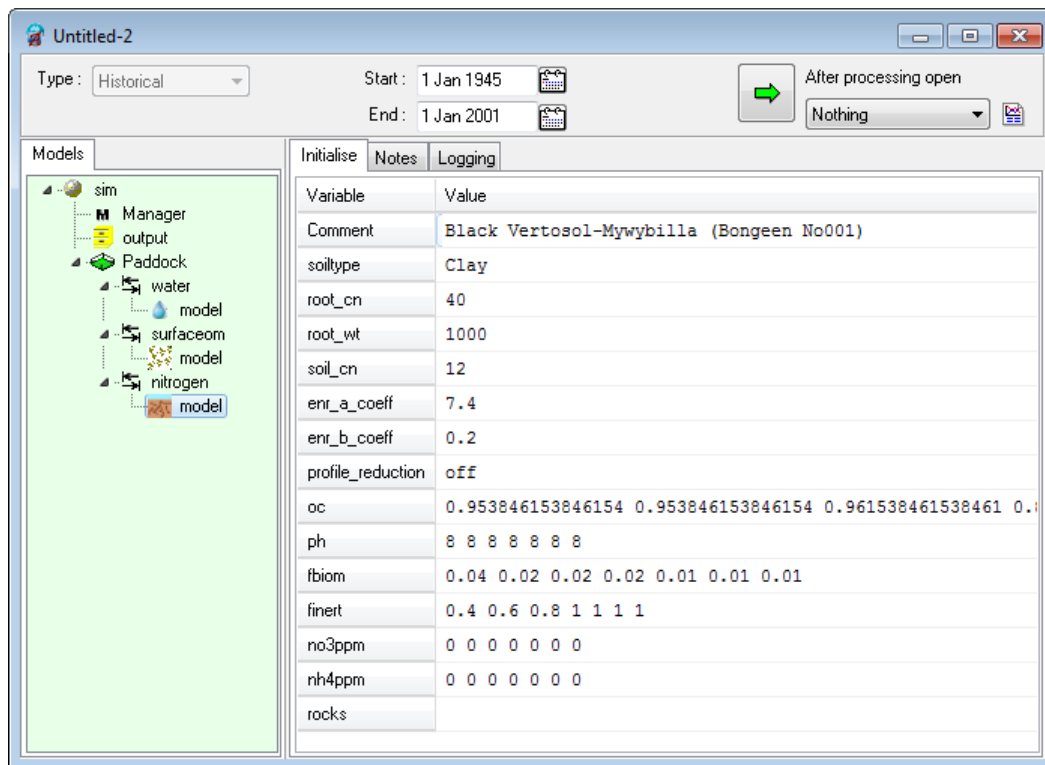 Untitled-2
Type : Historical
Start : 1 Jan 1945
End : 1 Jan 2001
After processing open
Nothing
Models
sim
M Manager
output
Paddock
water
model
surfaceom
model
nitrogen
model
Initialise Notes Logging
Variable Value
Comment Black Vertosol-Mywybilla (Bongeen No001)
soiltype Clay
root_cn 40
root_wt 1000
soil_cn 12
enr_a_coeff 7.4
enr_b_coeff 0.2
profile_reduction off
oc 0.953846153846154 0.953846153846154 0.961538461538461
ph 8 8 8 8 8 8 8
fbiom 0.04 0.02 0.02 0.02 0.01 0.01 0.01
finert 0.4 0.6 0.8 1 1 1 1
no3ppm 0 0 0 0 0 0 0
nh4ppm 0 0 0 0 0 0 0
rocks